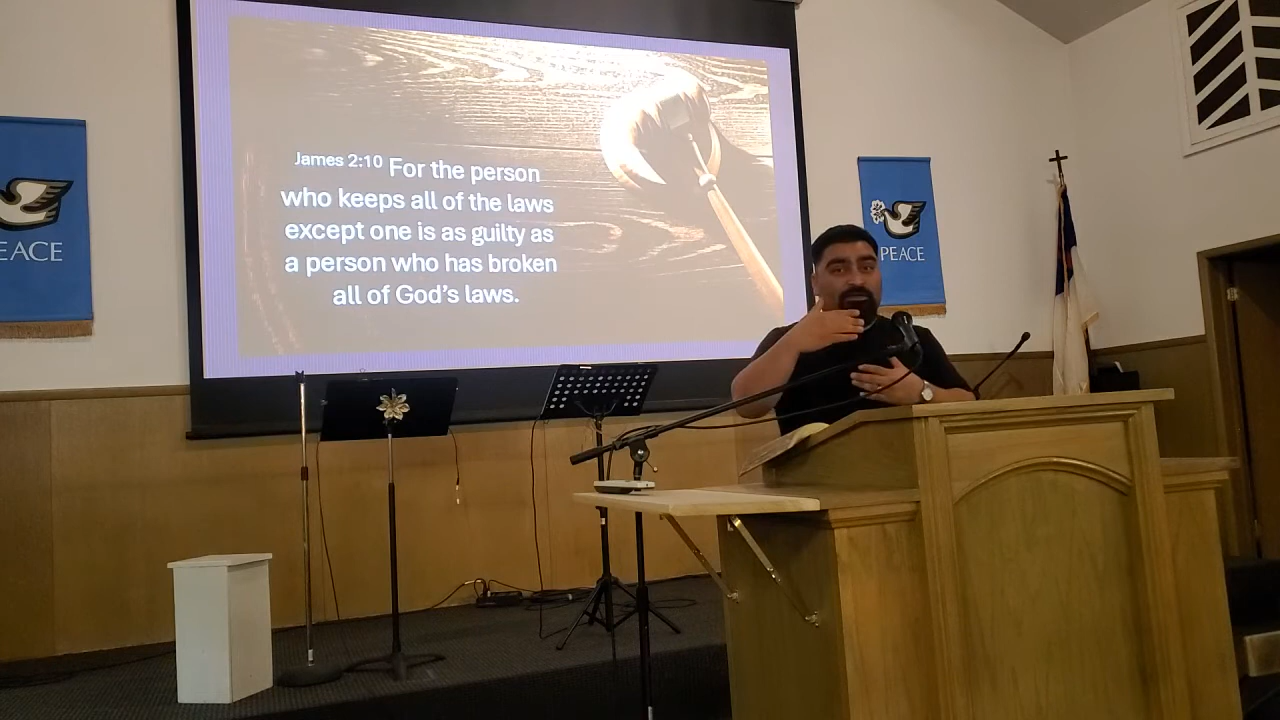 James 2:10 For the person
who keeps all of the laws
except one is as guilty as
a person who has broken
all of God’s laws.
EACE
PEACE